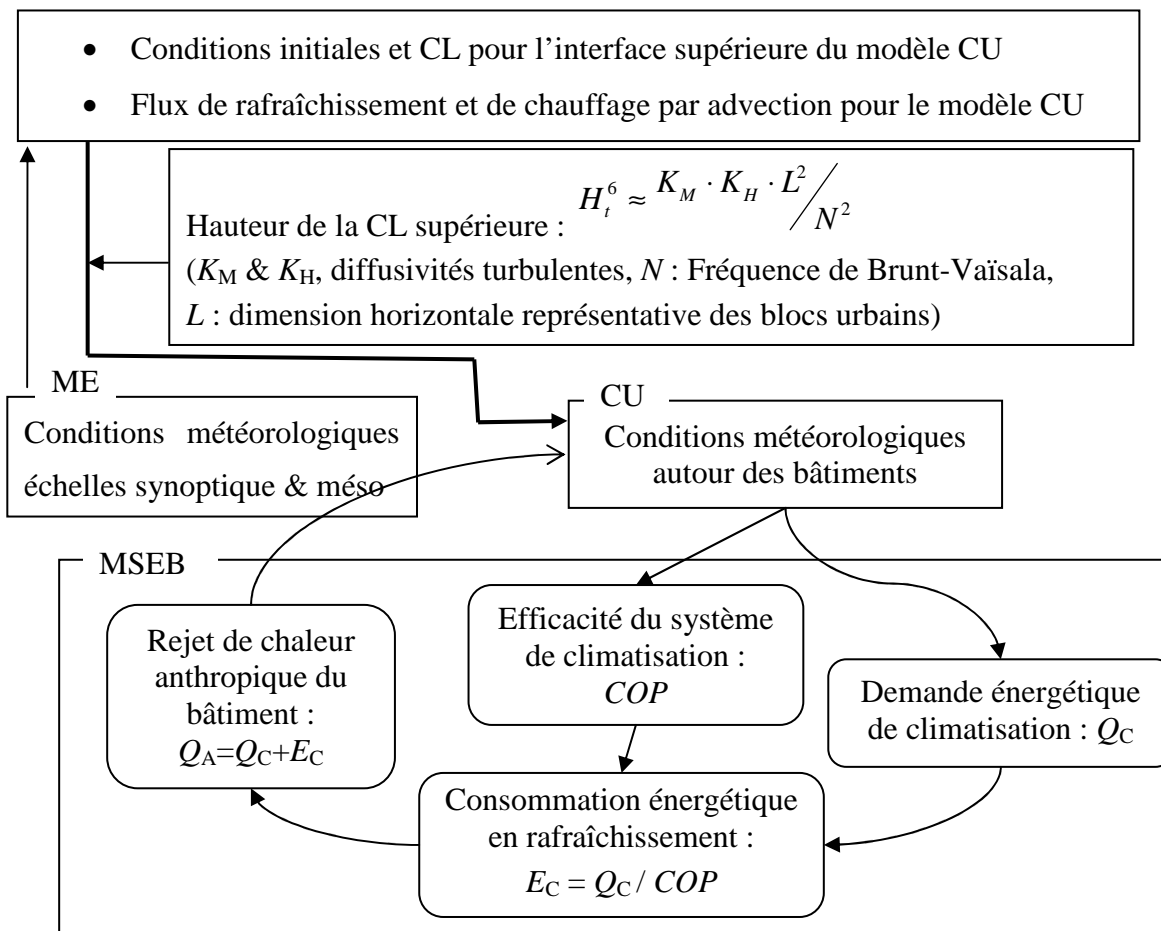 • Conditions initiales et CL pour l’interface supérieure du modèle CU
• Flux de rafraîchissement et de chauffage par advection pour le modèle CU
Hauteur de la CL supérieure : H_t^6 ≈ K_M · K_H · L^2 / N^2
(K_M & K_H, diffusivités turbulentes, N : Fréquence de Brunt-Vaïsala,
L : dimension horizontale représentative des blocs urbains)
ME
Conditions météorologiques
échelles synoptique & méso
CU
Conditions météorologiques
autour des bâtiments
MSEB
Rejet de chaleur
anthropique du
bâtiment :
Q_A=Q_C+E_C
Efficacité du système
de climatisation :
COP
Demande énergétique
de climatisation : Q_C
Consommation énergétique
en rafraîchissement :
E_C = Q_C / COP